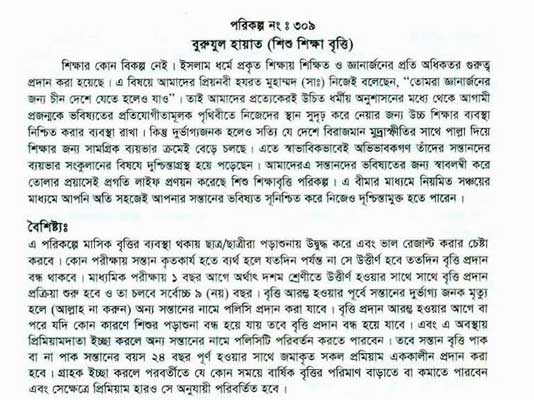 পরিকল্প নং ঃ ৩০৯
বুরুযুল হায়াত (শিশু শিক্ষা বৃত্তি)
শিক্ষার কোন বিকল্প নেই । ইসলাম ধর্মে প্রকৃত শিক্ষায় শিক্ষিত ও জ্ঞানার্জনের প্রতি অধিকতর গুরুত্ব
প্রদান করা হয়েছে । এ বিষয়ে আমাদের প্রিয়নবী হযরত মুহাম্মদ (সাঃ) নিজেই বলেছেন, “তোমরা জ্ঞানার্জনের
জন্য চীন দেশে যেতে হলেও যাও” । তাই আমাদের প্রত্যেকেরই উচিত ধর্মীয় অনুশাসনের মধ্যে থেকে আগামী
প্রজন্মকে ভবিষ্যতের প্রতিযোগীতামূলক পৃথিবীতে নিজেদের স্থান সুদৃঢ় করে নেয়ার জন্য উচ্চ শিক্ষার ব্যবস্থা
নিশ্চিত করার ব্যবস্থা রাখা । কিন্তু দুর্ভাগ্যজনক হলেও সত্যি যে দেশে বিরাজমান মুদ্রাস্ফীতির সাথে পাল্লা দিয়ে
শিক্ষার জন্য সামগ্রিক ব্যয়ভার ক্রমেই বেড়ে চলছে । এতে স্বাভাবিকভাবেই অভিভাবকগণ তাঁদের সন্তানদের
ব্যয়ভার সংকুলানের বিষয়ে দুচিন্তাগ্রস্থ হয়ে পড়েছেন । আমাদেরএ সন্তানদের ভবিষ্যতের জন্য স্বাবলম্বী করে
তোলার প্রয়াসেই প্রগতি লাইফ প্রণয়ন করেছে শিশু শিক্ষাবৃত্তি পরিকল্প । এ বীমার মাধ্যমে নিয়মিত সঞ্চয়ের
মাধ্যমে আপনি অতি সহজেই আপনার সন্তানের ভবিষ্যত সূনিশ্চিত করে নিজেও দূশ্চিন্তামুক্ত হতে পারেন ।
বৈশিষ্ট্যঃ
এ পরিকল্পে মাসিক বৃত্তির ব্যবস্থা থাকায় ছাত্র/ছাত্রীরা পড়াশুনায় উদ্বুদ্ধ করে এবং ভাল রেজাল্ট করার চেষ্টা
করবে । কোন পরীক্ষায় সন্তান কৃতকার্য হতে ব্যর্থ হলে যতদিন পর্যন্ত না সে উত্তীর্ণ হবে ততদিন বৃত্তি প্রদান
বন্ধ থাকবে । মাধ্যমিক পরীক্ষায় ১ বছর আগে অর্থাৎ দশম শ্রেণীতে উত্তীর্ণ হওয়ার সাথে সাথে বৃত্তি প্রদান
প্রক্রিয়া শুরু হবে ও তা চলবে সর্বোচ্চ ৯ (নয়) বছর । বৃত্তি আরম্ভ হওয়ার পূর্বে সন্তানের দুর্ভাগ্য জনক মৃত্যু
হলে (আল্লাহ না করুন) অন্য সন্তানের নামে পলিসি প্রদান করা যাবে । বৃত্তি প্রদান আরম্ভ হওয়ার আগে বা
পরে যদি কোন কারণে শিশুর পড়াশুনা বন্ধ হয়ে যায় তবে বৃত্তি প্রদান বন্ধ হয়ে যাবে । এবং এ অবস্থায়
প্রিমিয়ামদাতা ইচ্ছা করলে অন্য সন্তানের নামে পলিসিটি পরিবর্তন করতে পারবেন । তবে সন্তান বৃত্তি পাক
বা না পাক সন্তানের বয়স ২৪ বছর পূর্ণ হওয়ার সাথে জমাকৃত সকল প্রমিয়াম এককালীন প্রদান করা
হবে । গ্রাহক ইচ্ছা করলে পরবর্তীতে যে কোন সময়ে বার্ষিক বৃত্তির পরিমাণ বাড়াতে বা কমাতে পারবেন
এবং সেক্ষেত্রে প্রিমিয়াম হারও সে অনুযায়ী পরিবর্তিত হবে ।